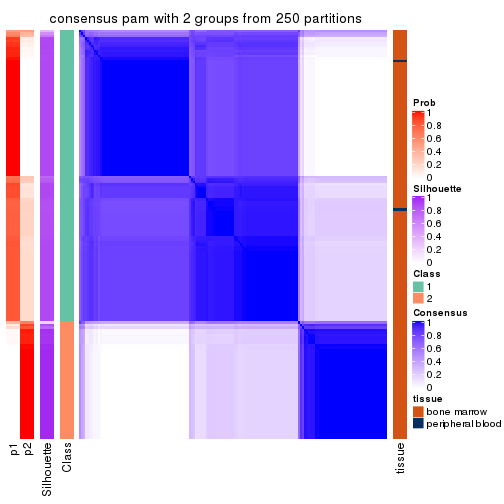 consensus pam with 2 groups from 250 partitions
Prob
1
0.8
0.6
0.4
0.2
0
Silhouette
1
0.8
0.6
0.4
0.2
0
Class
1
2
Consensus
1
0.8
0.6
0.4
0.2
0
tissue
bone marrow
peripheral blood
p1
p2
Silhouette
Class
tissue